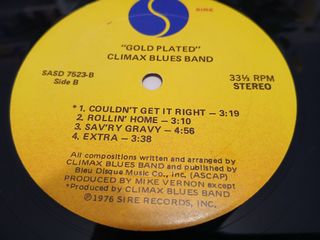 SIRE
"GOLD PLATED"
CLIMAX BLUES BAND
SASD 7523-B
Side B
33⅓ RPM
STEREO
*1. COULDN'T GET IT RIGHT – 3:19
2. ROLLIN' HOME – 3:10
3. SAV'RY GRAVY – 4:56
4. EXTRA – 3:38
All compositions written and arranged by
CLIMAX BLUES BAND and published by
Bleu Disque Music Co., Inc. (ASCAP)
Produced by MIKE VERNON except
*Produced by CLIMAX BLUES BAND
©1976 SIRE RECORDS, INC.